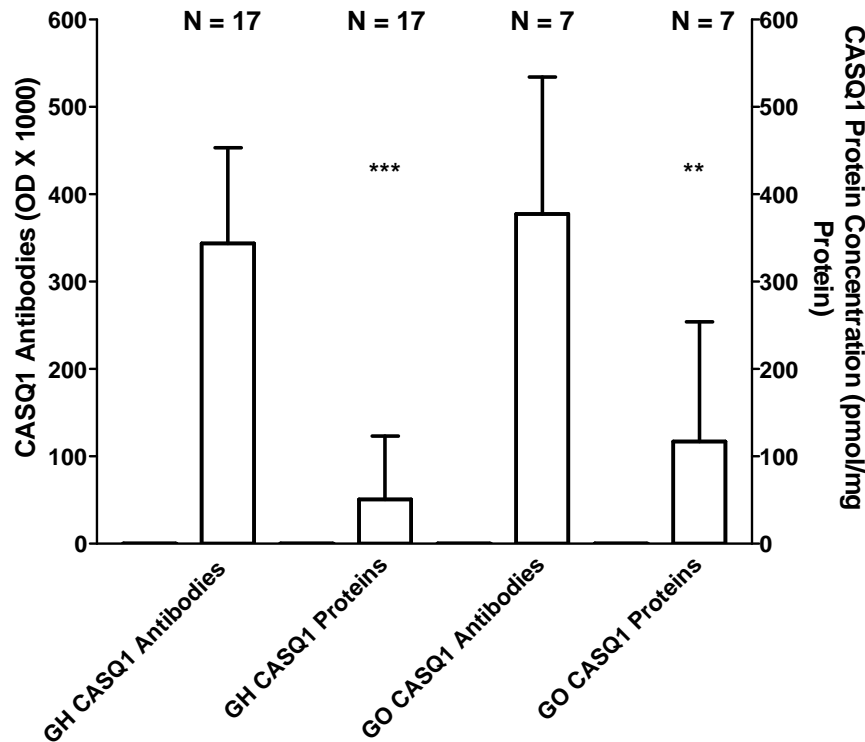 N = 17 N = 17 N = 7 N = 7
600
500
400
300
200
100
0
CASQ1 Antibodies (OD X 1000)
***
**
600
500
400
300
200
100
0
CASQ1 Protein Concentration (pmol/mg
Protein)
GH CASQ1 Antibodies
GH CASQ1 Proteins
GO CASQ1 Antibodies
GO CASQ1 Proteins